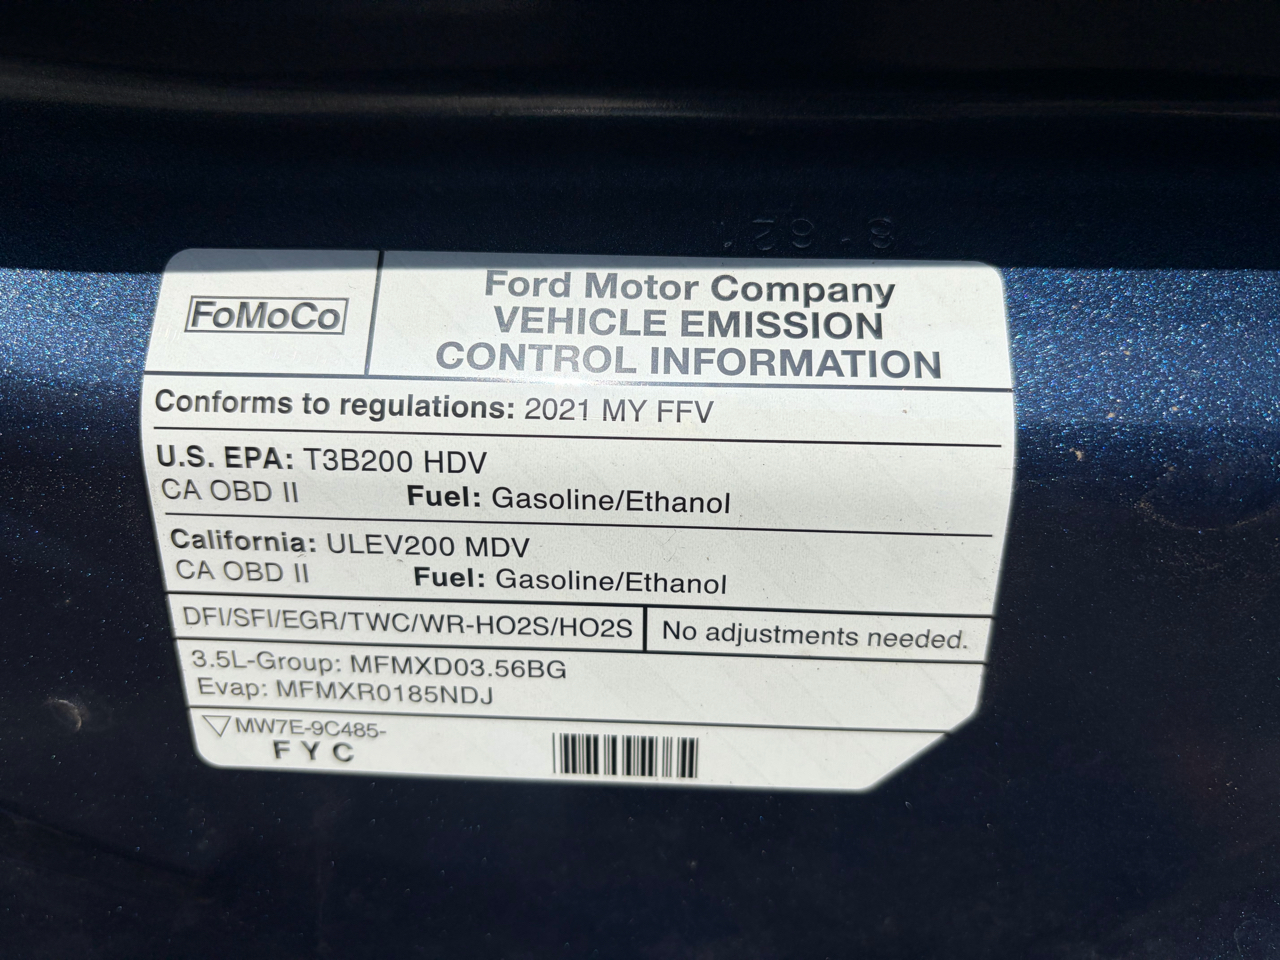 FoMoCo
Ford Motor Company
VEHICLE EMISSION
CONTROL INFORMATION
Conforms to regulations: 2021 MY FFV
U.S. EPA: T3B200 HDV
CA OBD II Fuel: Gasoline/Ethanol
California: ULEV200 MDV
CA OBD II Fuel: Gasoline/Ethanol
DFI/SFI/EGR/TWC/WR-HO2S/HO2S No adjustments needed.
3.5L-Group: MFMXD03.56BG
Evap: MFMXR0185NDJ
MW7E-9C485-
F Y C